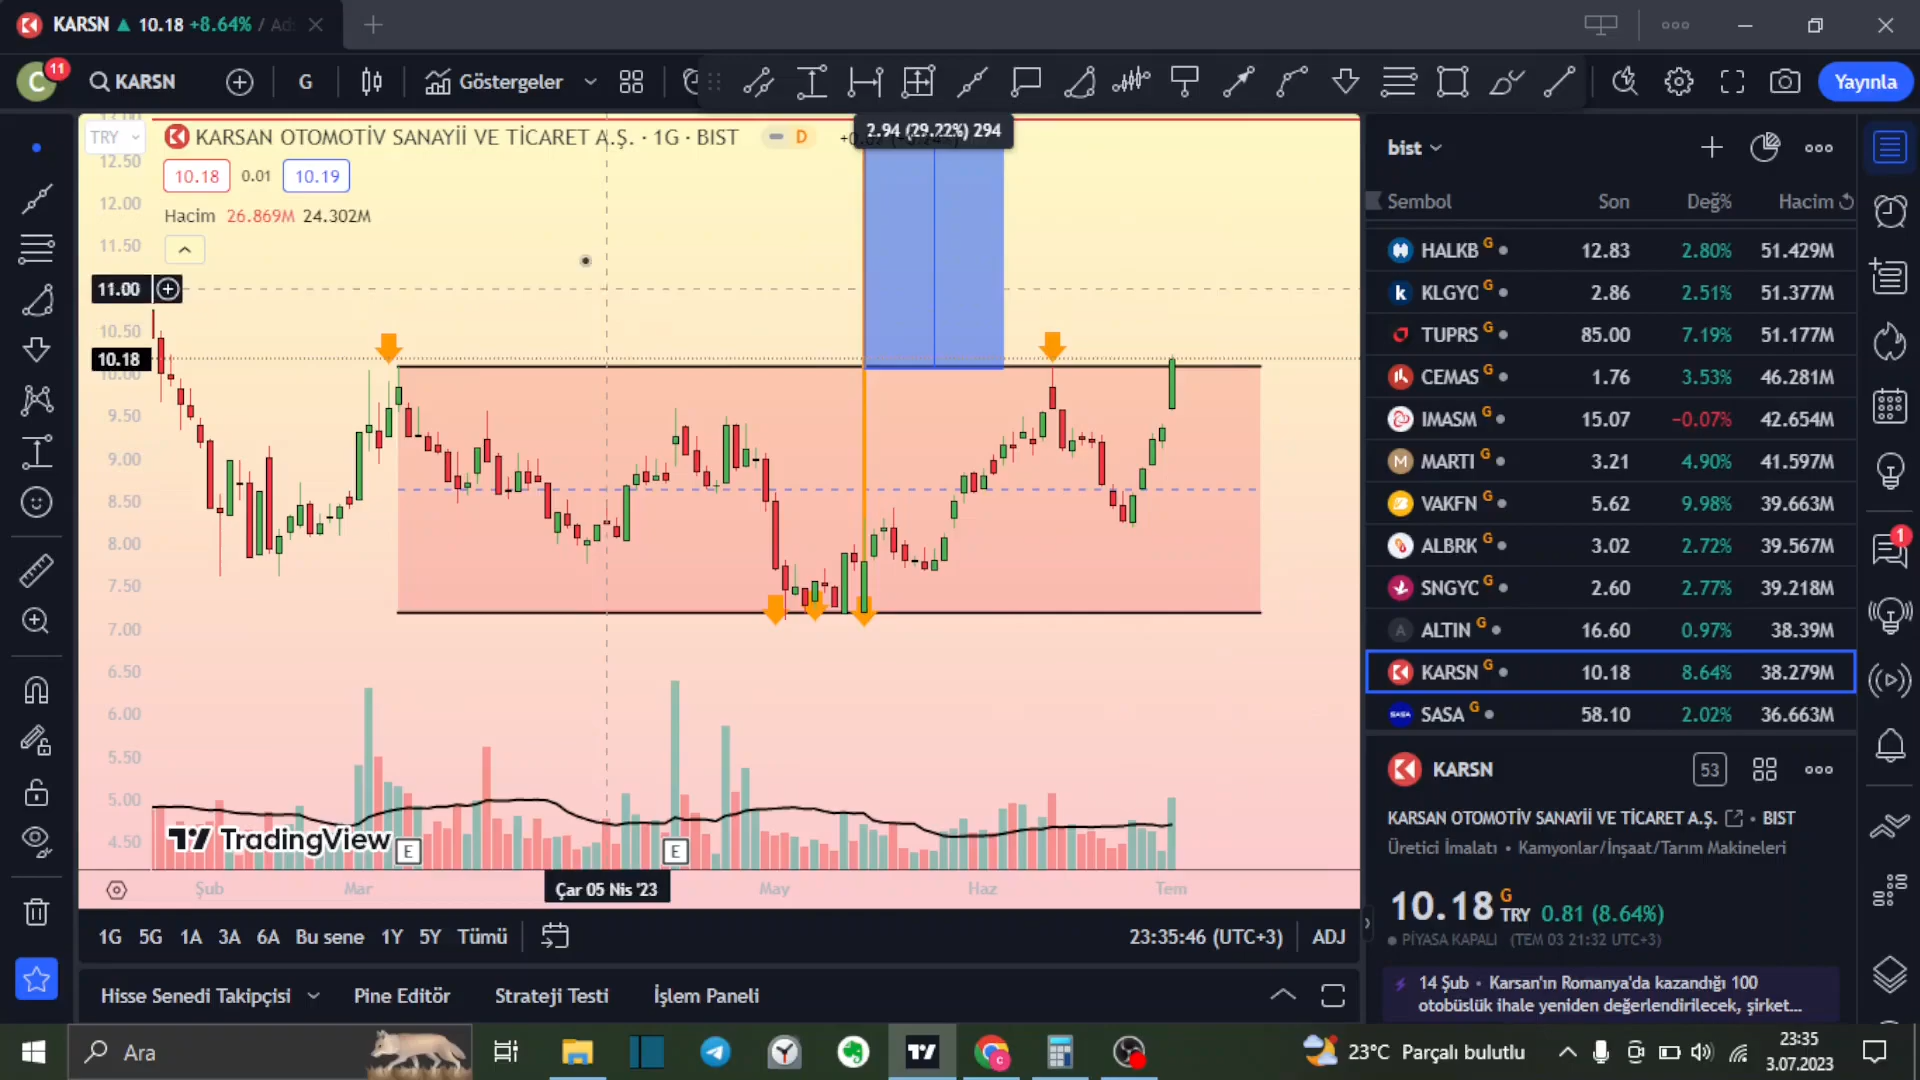 KARSN ▲ 10.18 +8.64% / Ad
11
C
KARSN
G
Göstergeler
Yayınla
TRY
KARSAN OTOMOTİV SANAYİİ VE TİCARET A.Ş. · 1G · BIST
D
2.94 (29.22%) 294
10.18
0.01
10.19
Hacim 26.869M 24.302M
12.50
12.00
11.50
11.00
10.50
10.18
10.00
9.50
9.00
8.50
8.00
7.50
7.00
6.50
6.00
5.50
5.00
4.50
TradingView
E
E
Şub
Mar
Çar 05 Nis '23
May
Haz
Tem
1G 5G 1A 3A 6A Bu sene 1Y 5Y Tümü
23:35:46 (UTC+3)
ADJ
Hisse Senedi Takipçisi
Pine Editör
Strateji Testi
İşlem Paneli
bist
Sembol Son Değ% Hacim
HALKB G 12.83 2.80% 51.429M
KLGYO G 2.86 2.51% 51.377M
TUPRS G 85.00 7.19% 51.177M
CEMAS G 1.76 3.53% 46.281M
IMASM G 15.07 −0.07% 42.654M
MARTI G 3.21 4.90% 41.597M
VAKFN G 5.62 9.98% 39.663M
ALBRK G 3.02 2.72% 39.567M
SNGYO G 2.60 2.77% 39.218M
ALTIN G 16.60 0.97% 38.39M
KARSN G 10.18 8.64% 38.279M
SASA G 58.10 2.02% 36.663M
KARSN
53
KARSAN OTOMOTİV SANAYİİ VE TİCARET A.Ş. • BIST
Üretici İmalatı • Kamyonlar/İnşaat/Tarım Makineleri
10.18 G TRY 0.81 (8.64%)
PİYASA KAPALI (TEM 03 21:32 UTC+3)
14 Şub • Karsan'ın Romanya'da kazandığı 100
otobüslük ihale yeniden değerlendirilecek, şirket...
1
Ara
23°C Parçalı bulutlu
23:35
3.07.2023